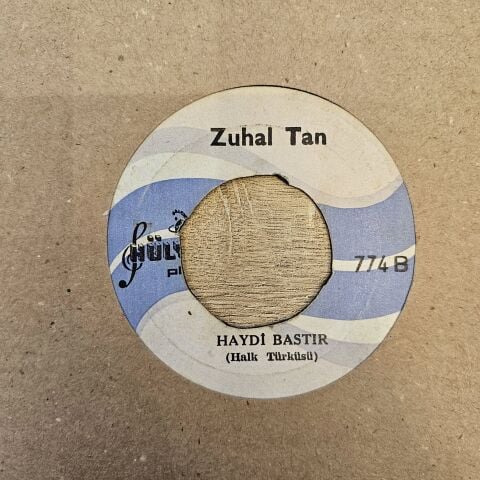 Zuhal Tan
774 B
HAYDİ BASTIR
(Halk Türküsü)